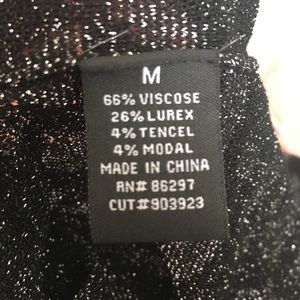 M
66% VISCOSE
26% LUREX
4% TENCEL
4% MODAL
MADE IN CHINA
RN# 86297
CUT#903923